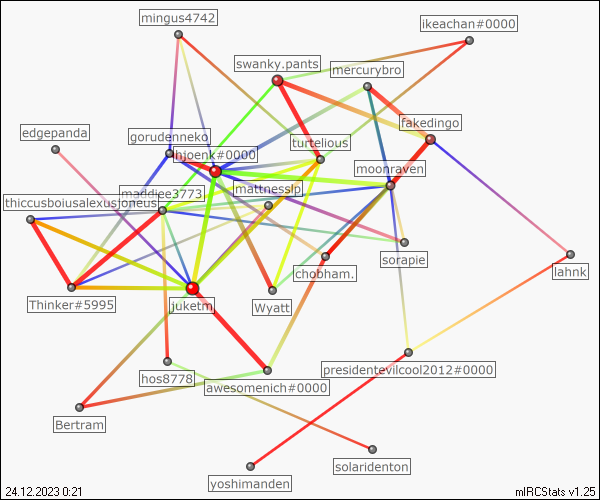 mingus4742
ikeachan#0000
swanky.pants
mercurybro
fakedingo
edgepanda
gorudenneko
turtelious
bjoenk#0000
moonraven
mattnesslp
maddiee3773
thiccusboiusalexusjoneus
sorapie
chobham.
lahnk
Thinker#5995
juketm
Wyatt
presidentevilcool2012#0000
hos8778
awesomenich#0000
Bertram
solaridenton
yoshimanden
24.12.2023 0:21
mIRCStats v1.25